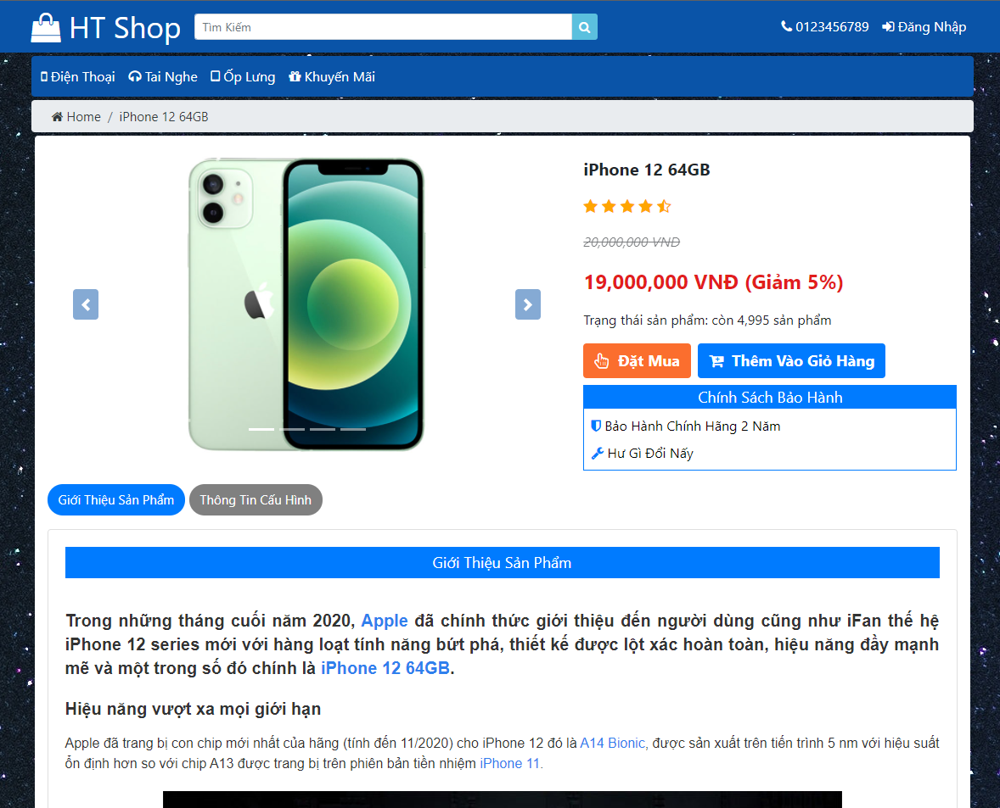 HT Shop
Tìm Kiếm
0123456789
Đăng Nhập
Điện Thoại
Tai Nghe
Ốp Lưng
Khuyến Mãi
Home / iPhone 12 64GB
iPhone 12 64GB
20,000,000 VNĐ
19,000,000 VNĐ (Giảm 5%)
Trạng thái sản phẩm: còn 4,995 sản phẩm
Đặt Mua
Thêm Vào Giỏ Hàng
Chính Sách Bảo Hành
Bảo Hành Chính Hãng 2 Năm
Hư Gì Đổi Nấy
Giới Thiệu Sản Phẩm
Thông Tin Cấu Hình
Giới Thiệu Sản Phẩm
Trong những tháng cuối năm 2020, Apple đã chính thức giới thiệu đến người dùng cũng như iFan thế hệ
iPhone 12 series mới với hàng loạt tính năng bứt phá, thiết kế được lột xác hoàn toàn, hiệu năng đầy mạnh
mẽ và một trong số đó chính là iPhone 12 64GB.
Hiệu năng vượt xa mọi giới hạn
Apple đã trang bị con chip mới nhất của hãng (tính đến 11/2020) cho iPhone 12 đó là A14 Bionic, được sản xuất trên tiến trình 5 nm với hiệu suất
ổn định hơn so với chip A13 được trang bị trên phiên bản tiền nhiệm iPhone 11.